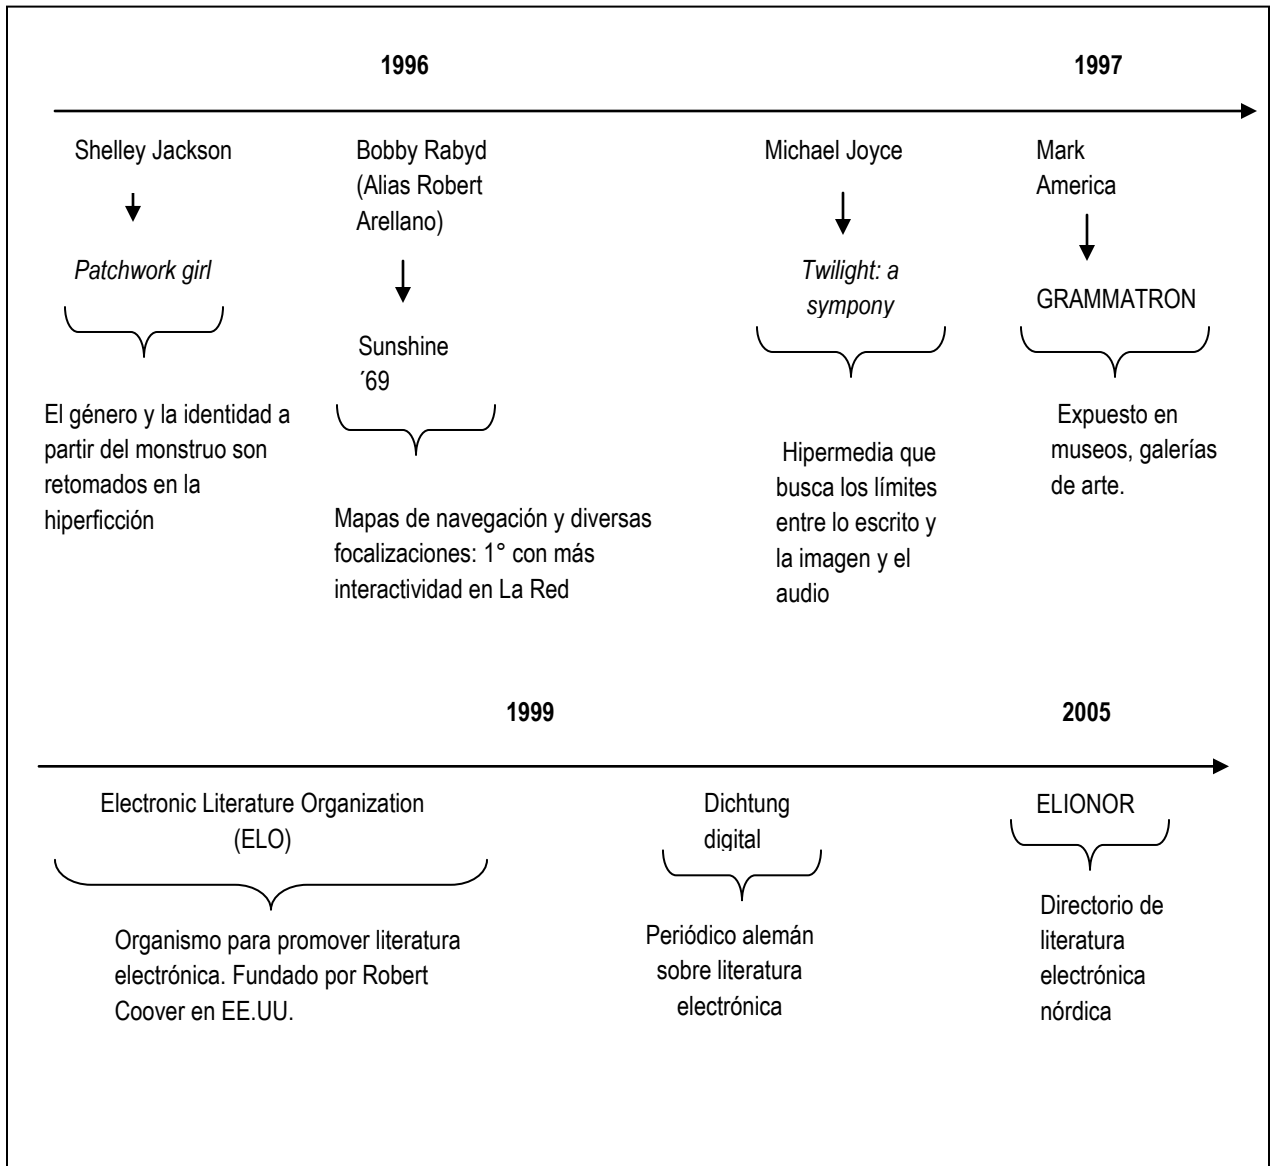 1996
1997
Shelley Jackson
Patchwork girl
El género y la identidad a
partir del monstruo son
retomados en la
hiperficción
Bobby Rabyd
(Alias Robert
Arellano)
Sunshine
´69
Mapas de navegación y diversas
focalizaciones: 1° con más
interactividad en La Red
Michael Joyce
Twilight: a
sympony
Hipermedia que
busca los límites
entre lo escrito y
la imagen y el
audio
Mark
America
GRAMMATRON
Expuesto en
museos, galerías
de arte.
1999
2005
Electronic Literature Organization
(ELO)
Organismo para promover literatura
electrónica. Fundado por Robert
Coover en EE.UU.
Dichtung
digital
Periódico alemán
sobre literatura
electrónica
ELIONOR
Directorio de
literatura
electrónica
nórdica